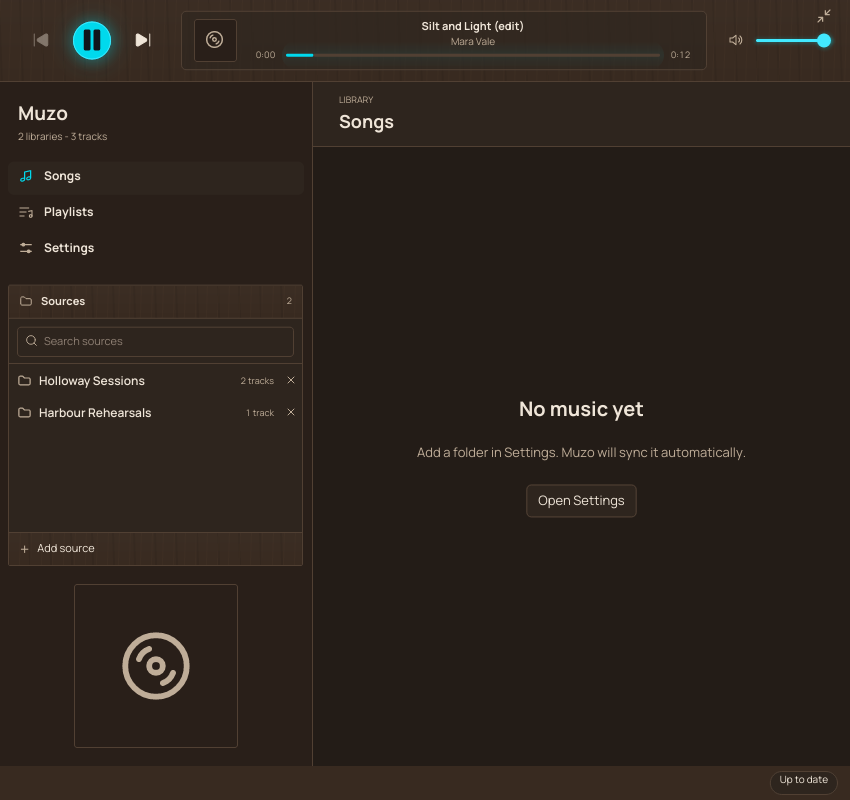 Silt and Light (edit)
Mara Vale
0:00
0:12
Muzo
2 libraries - 3 tracks
Songs
Playlists
Settings
Sources
2
Search sources
Holloway Sessions
2 tracks
Harbour Rehearsals
1 track
Add source
LIBRARY
Songs
No music yet
Add a folder in Settings. Muzo will sync it automatically.
Open Settings
Up to date